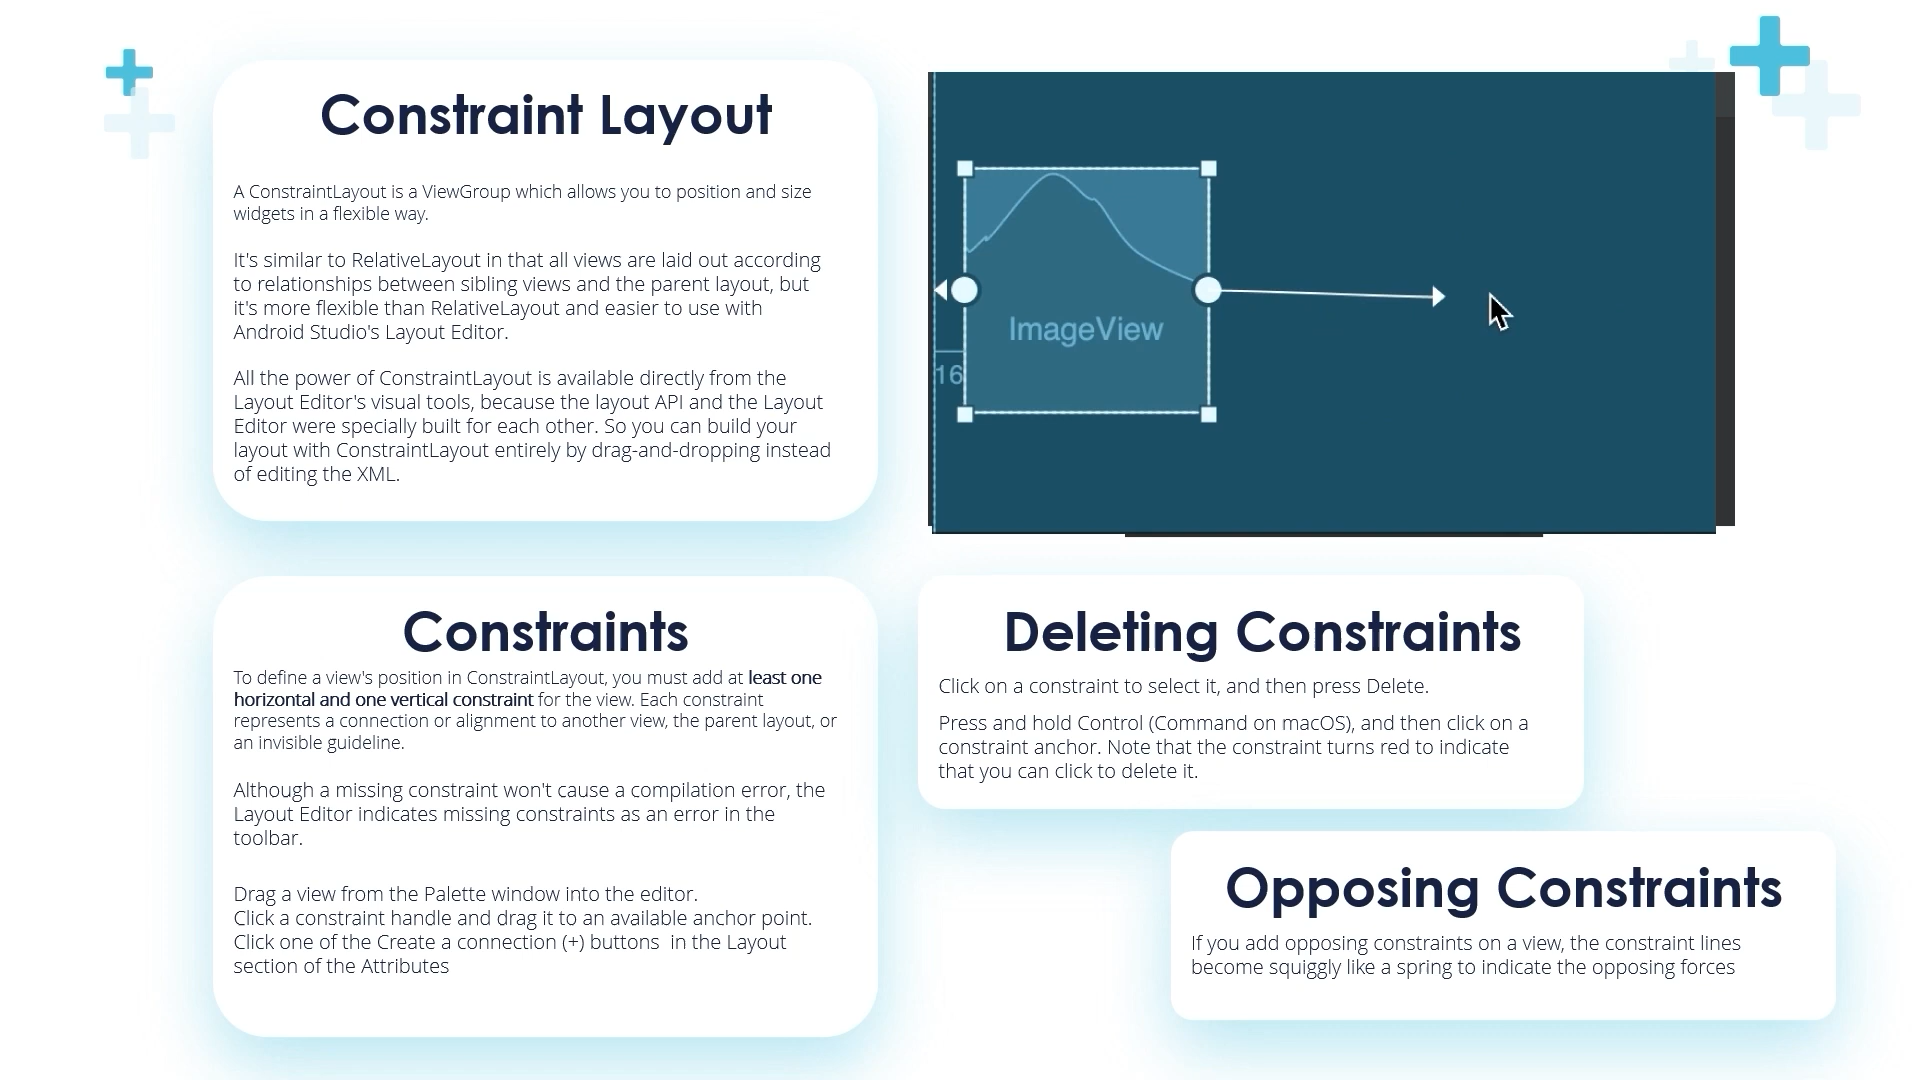 Constraint Layout
A ConstraintLayout is a ViewGroup which allows you to position and size
widgets in a flexible way.
It's similar to RelativeLayout in that all views are laid out according
to relationships between sibling views and the parent layout, but
it's more flexible than RelativeLayout and easier to use with
Android Studio's Layout Editor.
All the power of ConstraintLayout is available directly from the
Layout Editor's visual tools, because the layout API and the Layout
Editor were specially built for each other. So you can build your
layout with ConstraintLayout entirely by drag-and-dropping instead
of editing the XML.
ImageView
16
Constraints
To define a view's position in ConstraintLayout, you must add at least one
horizontal and one vertical constraint for the view. Each constraint
represents a connection or alignment to another view, the parent layout, or
an invisible guideline.
Although a missing constraint won't cause a compilation error, the
Layout Editor indicates missing constraints as an error in the
toolbar.
Drag a view from the Palette window into the editor.
Click a constraint handle and drag it to an available anchor point.
Click one of the Create a connection (+) buttons  in the Layout
section of the Attributes
Deleting Constraints
Click on a constraint to select it, and then press Delete.
Press and hold Control (Command on macOS), and then click on a
constraint anchor. Note that the constraint turns red to indicate
that you can click to delete it.
Opposing Constraints
If you add opposing constraints on a view, the constraint lines
become squiggly like a spring to indicate the opposing forces